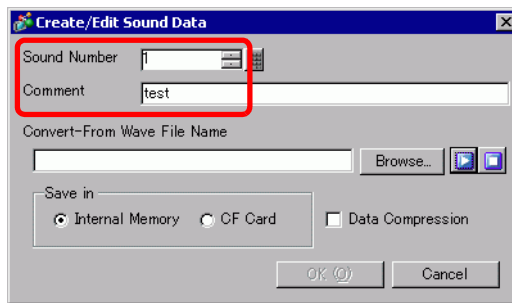 Create/Edit Sound Data
Sound Number 1
Comment test
Convert-From Wave File Name
Browse...
Save in
Internal Memory CF Card Data Compression
OK (O) Cancel